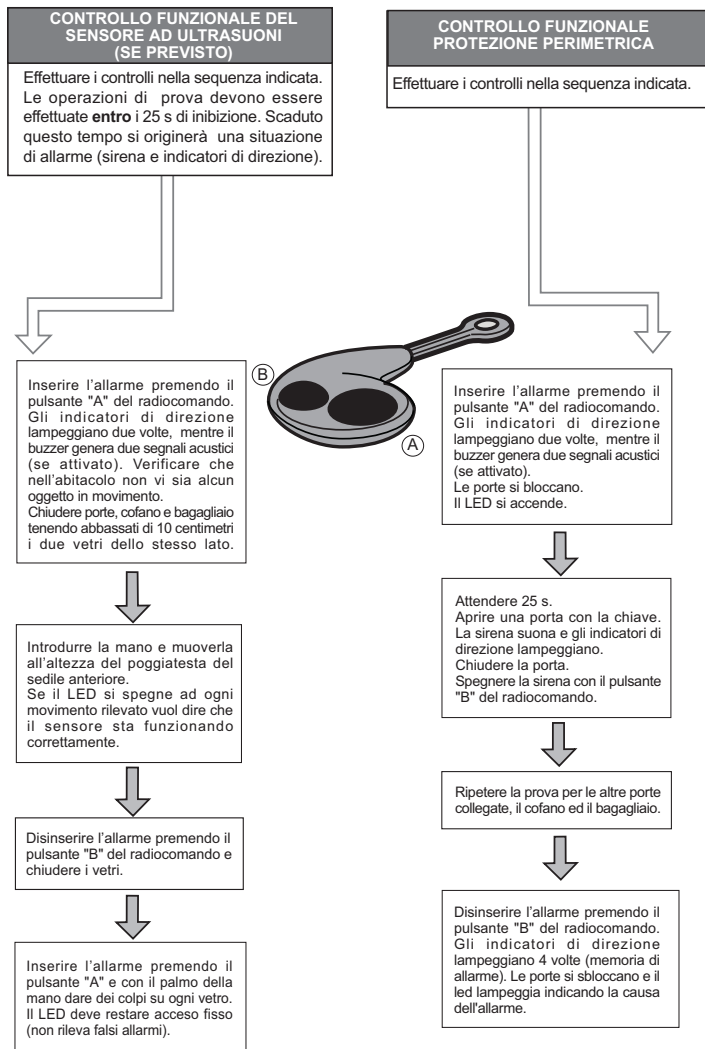 CONTROLLO FUNZIONALE DEL
SENSORE AD ULTRASUONI
(SE PREVISTO)
Effettuare i controlli nella sequenza indicata.
Le operazioni di prova devono essere
effettuate entro i 25 s di inibizione. Scaduto
questo tempo si originerà una situazione
di allarme (sirena e indicatori di direzione).
CONTROLLO FUNZIONALE
PROTEZIONE PERIMETRICA
Effettuare i controlli nella sequenza indicata.
B
A
Inserire l'allarme premendo il
pulsante "A" del radiocomando.
Gli indicatori di direzione
lampeggiano due volte, mentre il
buzzer genera due segnali acustici
(se attivato). Verificare che
nell'abitacolo non vi sia alcun
oggetto in movimento.
Chiudere porte, cofano e bagagliaio
tenendo abbassati di 10 centimetri
i due vetri dello stesso lato.
Introdurre la mano e muoverla
all'altezza del poggiatesta del
sedile anteriore.
Se il LED si spegne ad ogni
movimento rilevato vuol dire che
il sensore sta funzionando
correttamente.
Disinserire l'allarme premendo il
pulsante "B" del radiocomando e
chiudere i vetri.
Inserire l'allarme premendo il
pulsante "A" e con il palmo della
mano dare dei colpi su ogni vetro.
Il LED deve restare acceso fisso
(non rileva falsi allarmi).
Inserire l'allarme premendo il
pulsante "A" del radiocomando.
Gli indicatori di direzione
lampeggiano due volte, mentre il
buzzer genera due segnali acustici
(se attivato).
Le porte si bloccano.
Il LED si accende.
Attendere 25 s.
Aprire una porta con la chiave.
La sirena suona e gli indicatori di
direzione lampeggiano.
Chiudere la porta.
Spegnere la sirena con il pulsante
"B" del radiocomando.
Ripetere la prova per le altre porte
collegate, il cofano ed il bagagliaio.
Disinserire l'allarme premendo il
pulsante "B" del radiocomando.
Gli indicatori di direzione
lampeggiano 4 volte (memoria di
allarme). Le porte si sbloccano e il
led lampeggia indicando la causa
dell'allarme.